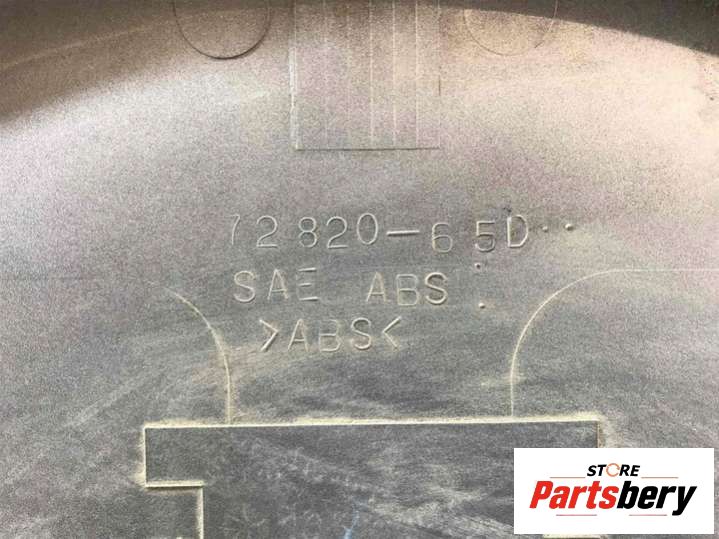 72820-65D
SAE ABS
>ABS<
STORE
Partsbery